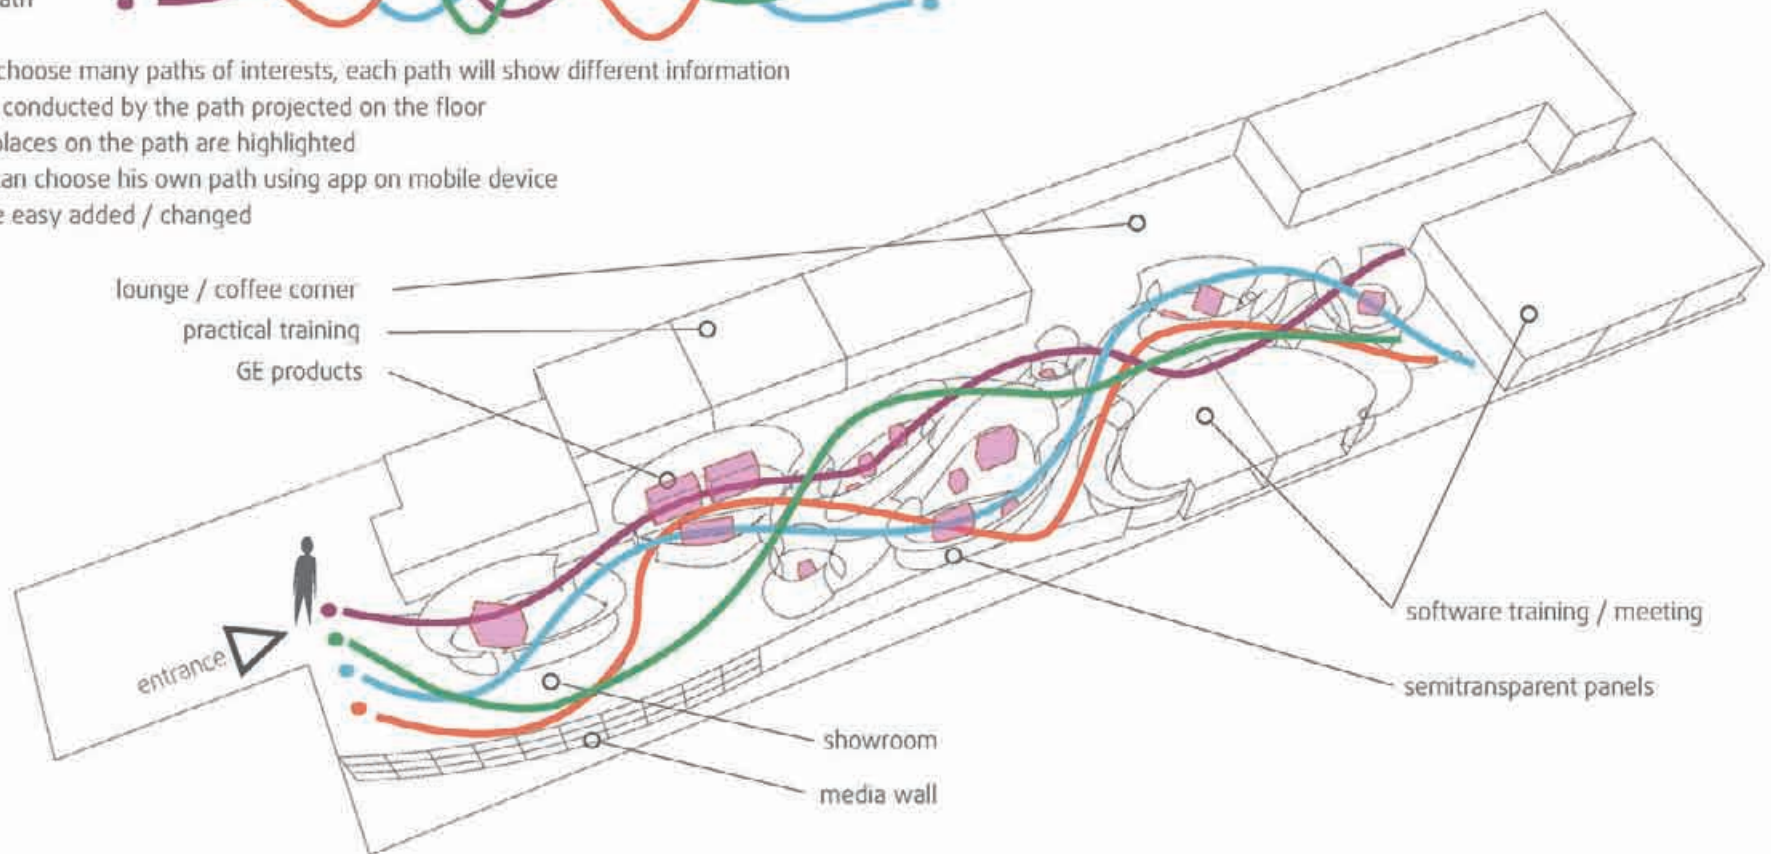 choose many paths of interests, each path will show different information
conducted by the path projected on the floor
places on the path are highlighted
an choose his own path using app on mobile device
easy added / changed
lounge / coffee corner
practical training
GE products
entrance
software training / meeting
semitransparent panels
showroom
media wall